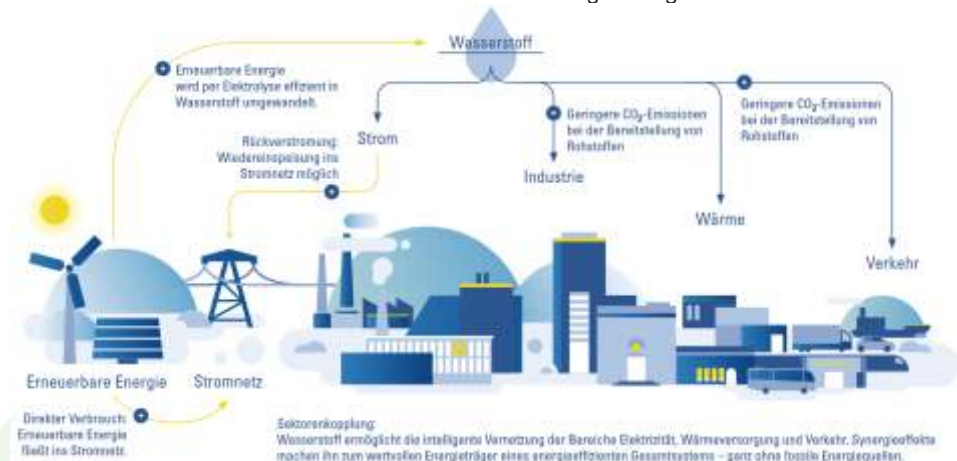 Wasserstoff
Erneuerbare Energie
wird per Elektrolyse effizient in
Wasserstoff umgewandelt.
Geringere CO₂-Emissionen
bei der Bereitstellung von
Rohstoffen
Geringere CO₂-Emissionen
bei der Bereitstellung von
Rohstoffen
Rückverstromung:
Wiedereinspeisung ins
Stromnetz möglich
Strom
Industrie
Wärme
Verkehr
Erneuerbare Energie
Stromnetz
Direkter Verbrauch:
Erneuerbare Energie
fließt ins Stromnetz.
Sektorenkopplung:
Wasserstoff ermöglicht die intelligente Vernetzung der Bereiche Elektrizität, Wärmeversorgung und Verkehr. Synergieeffekte
machen ihn zum wertvollen Energieträger eines energieeffizienten Gesamtsystems – ganz ohne fossile Energiequellen.